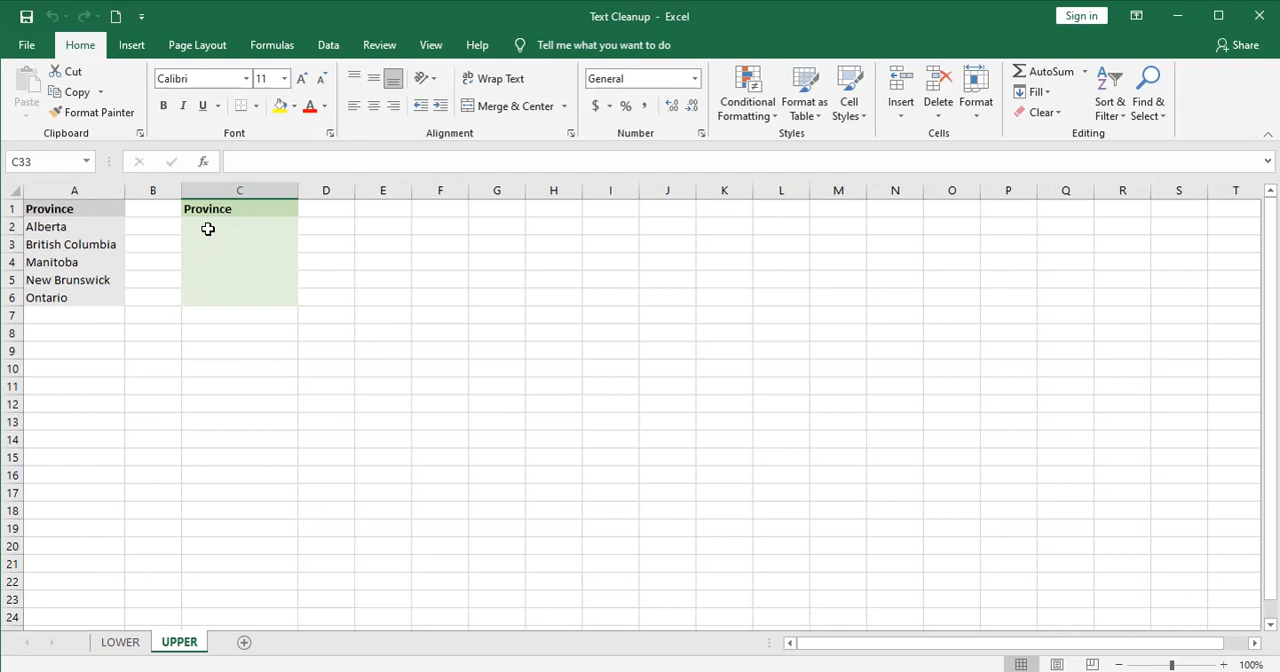 Text Cleanup - Excel
Sign in
File Home Insert Page Layout Formulas Data Review View Help Tell me what you want to do Share
Paste Cut Copy Format Painter Clipboard
Calibri 11 B I U A Font
Wrap Text Merge & Center Alignment
General $ % , Number
Conditional Formatting Format as Table Cell Styles Styles
Insert Delete Format Cells
AutoSum Fill Clear Sort & Filter Find & Select Editing
C33 fx
A B C D E F G H I J K L M N O P Q R S T
1 Province Province
2 Alberta
3 British Columbia
4 Manitoba
5 New Brunswick
6 Ontario
7
8
9
10
11
12
13
14
15
16
17
18
19
20
21
22
23
24
LOWER UPPER
100%